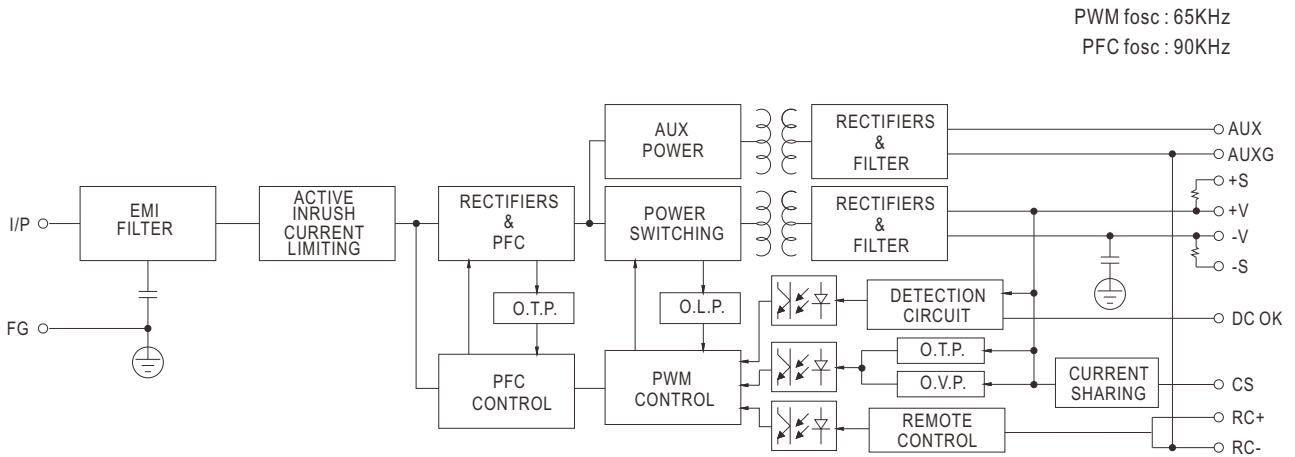 PWM fosc : 65KHz
PFC fosc : 90KHz
AUX
POWER
RECTIFIERS
&
FILTER
AUX
AUXG
I/P
EMI
FILTER
ACTIVE
INRUSH
CURRENT
LIMITING
RECTIFIERS
&
PFC
POWER
SWITCHING
RECTIFIERS
&
FILTER
+S
+V
-V
-S
FG
O.T.P.
O.L.P.
DETECTION
CIRCUIT
DC OK
PFC
CONTROL
PWM
CONTROL
O.T.P.
O.V.P.
CURRENT
SHARING
CS
REMOTE
CONTROL
RC+
RC-